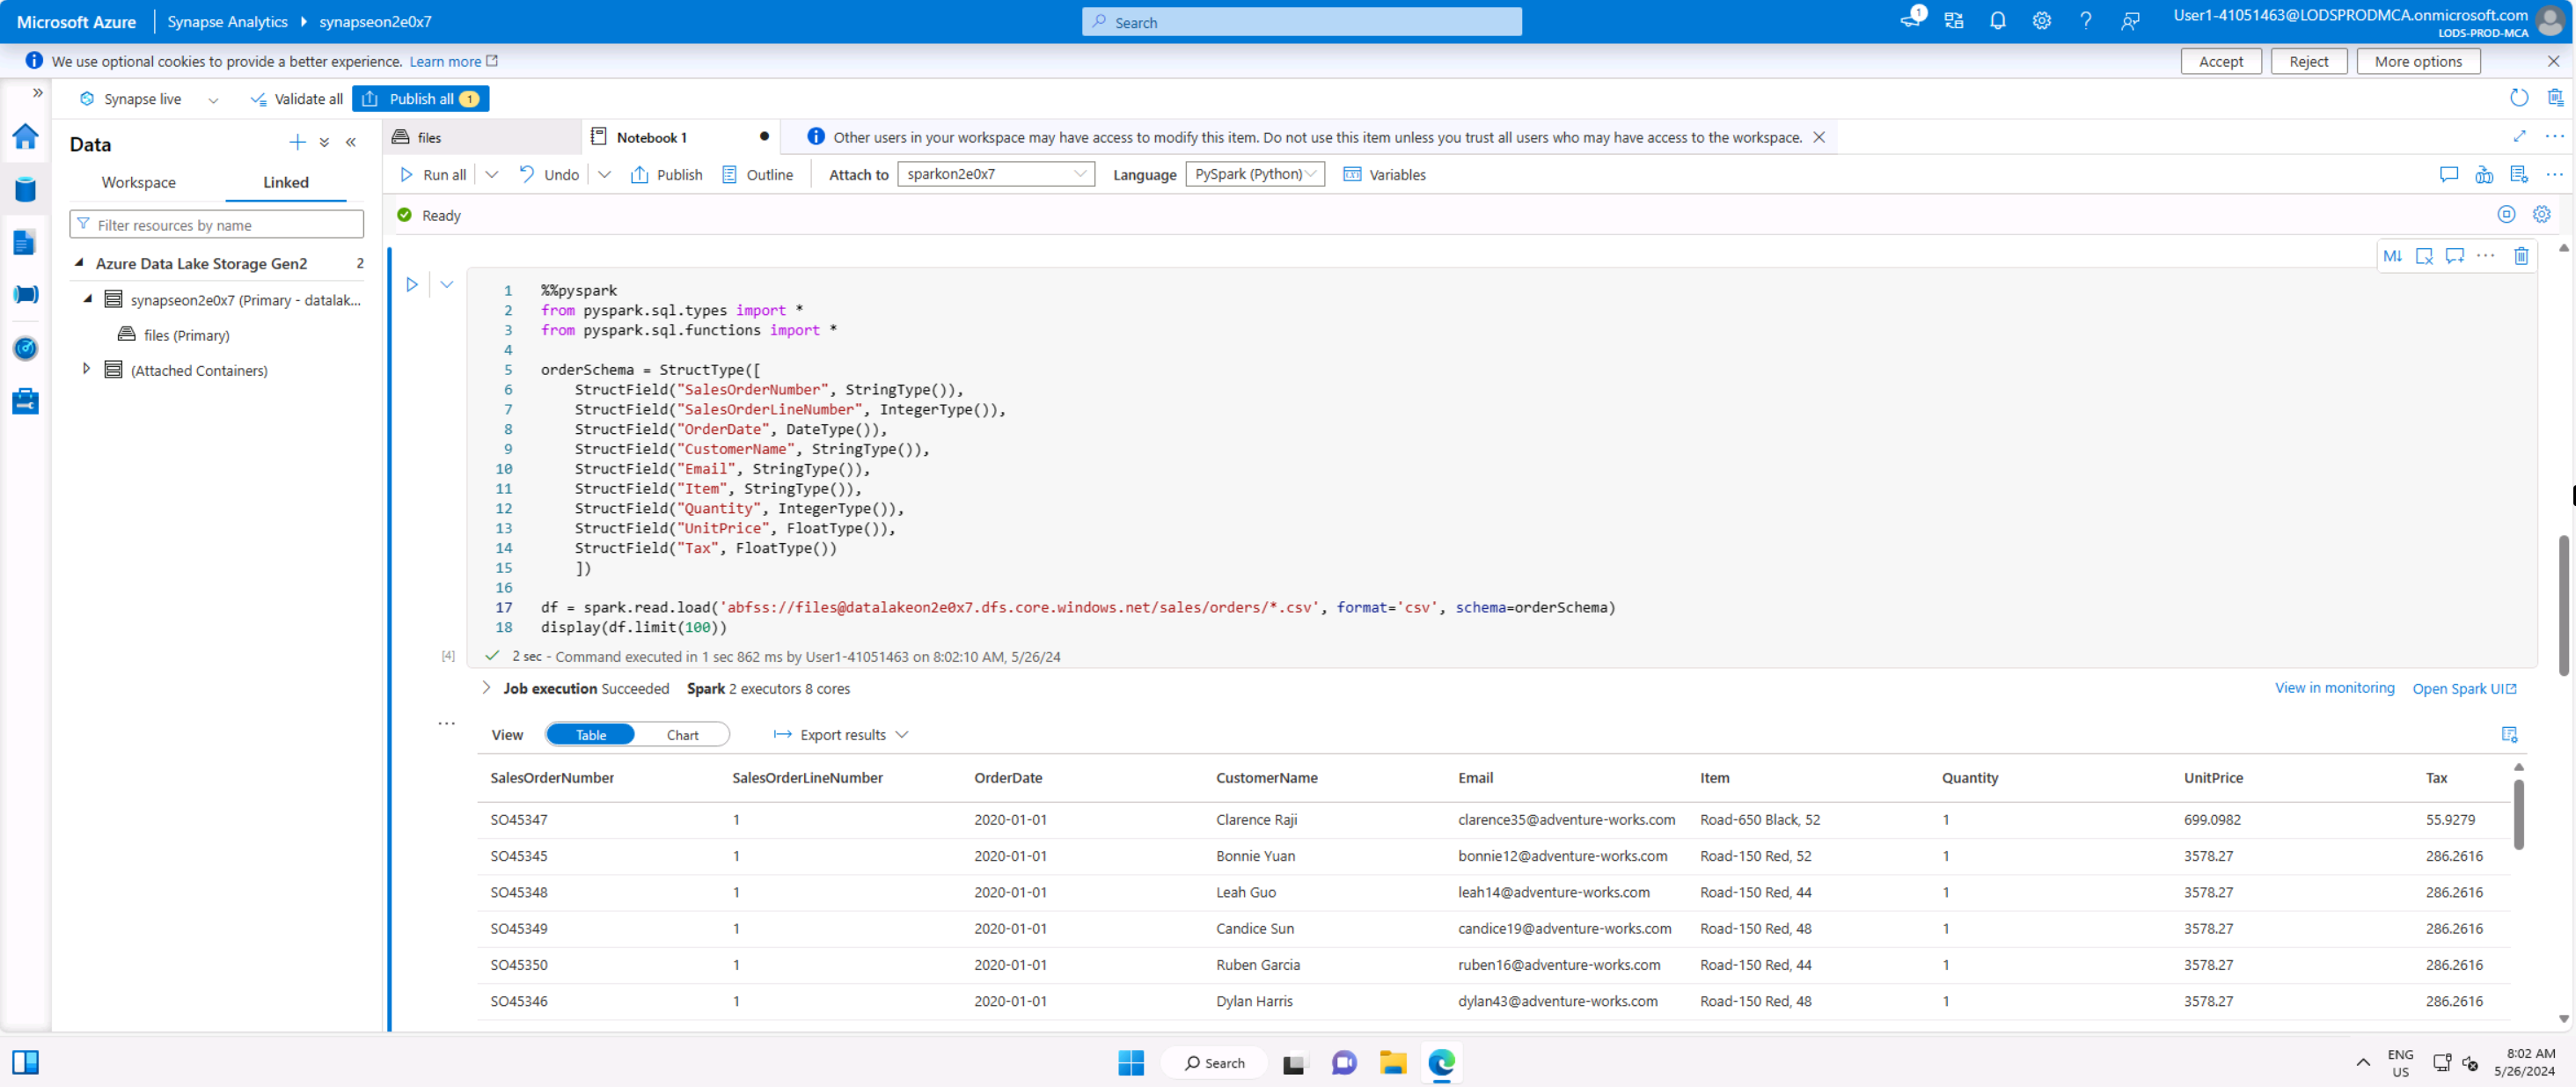 Microsoft Azure Synapse Analytics synapseon2e0x7 Search 1 User1-41051463@LODSPRODMCA.onmicrosoft.com
LODS-PROD-MCA
We use optional cookies to provide a better experience. Learn more Accept Reject More options
Synapse live Validate all Publish all 1
Data
Workspace Linked
Filter resources by name
Azure Data Lake Storage Gen2 2
synapseon2e0x7 (Primary - datalak...
files (Primary)
(Attached Containers)
files Notebook 1 Other users in your workspace may have access to modify this item. Do not use this item unless you trust all users who may have access to the workspace.
Run all Undo Publish Outline Attach to sparkon2e0x7 Language PySpark (Python) Variables
Ready
M↓
1 %%pyspark
2 from pyspark.sql.types import *
3 from pyspark.sql.functions import *
4
5 orderSchema = StructType([
6 StructField("SalesOrderNumber", StringType()),
7 StructField("SalesOrderLineNumber", IntegerType()),
8 StructField("OrderDate", DateType()),
9 StructField("CustomerName", StringType()),
10 StructField("Email", StringType()),
11 StructField("Item", StringType()),
12 StructField("Quantity", IntegerType()),
13 StructField("UnitPrice", FloatType()),
14 StructField("Tax", FloatType())
15 ])
16
17 df = spark.read.load('abfss://files@datalakeon2e0x7.dfs.core.windows.net/sales/orders/*.csv', format='csv', schema=orderSchema)
18 display(df.limit(100))
[4] 2 sec - Command executed in 1 sec 862 ms by User1-41051463 on 8:02:10 AM, 5/26/24
Job execution Succeeded Spark 2 executors 8 cores View in monitoring Open Spark UI
View Table Chart Export results
SalesOrderNumber SalesOrderLineNumber OrderDate CustomerName Email Item Quantity UnitPrice Tax
SO45347 1 2020-01-01 Clarence Raji clarence35@adventure-works.com Road-650 Black, 52 1 699.0982 55.9279
SO45345 1 2020-01-01 Bonnie Yuan bonnie12@adventure-works.com Road-150 Red, 52 1 3578.27 286.2616
SO45348 1 2020-01-01 Leah Guo leah14@adventure-works.com Road-150 Red, 44 1 3578.27 286.2616
SO45349 1 2020-01-01 Candice Sun candice19@adventure-works.com Road-150 Red, 48 1 3578.27 286.2616
SO45350 1 2020-01-01 Ruben Garcia ruben16@adventure-works.com Road-150 Red, 44 1 3578.27 286.2616
SO45346 1 2020-01-01 Dylan Harris dylan43@adventure-works.com Road-150 Red, 48 1 3578.27 286.2616
Search ENG 8:02 AM
US 5/26/2024